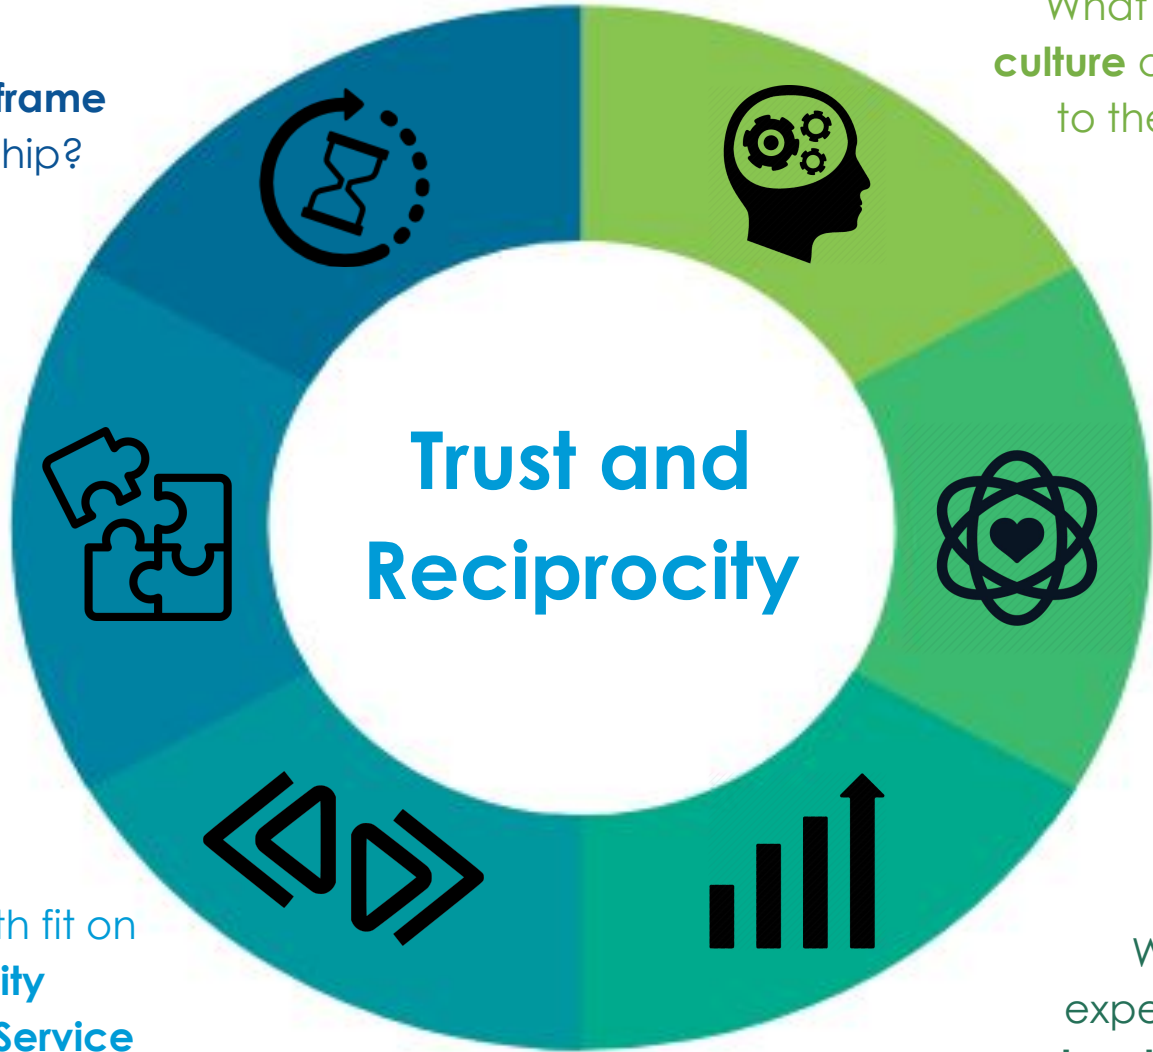 What
culture
to the
frame
hip?
Trust and
Reciprocity
th fit on
ity
Service
W
expe